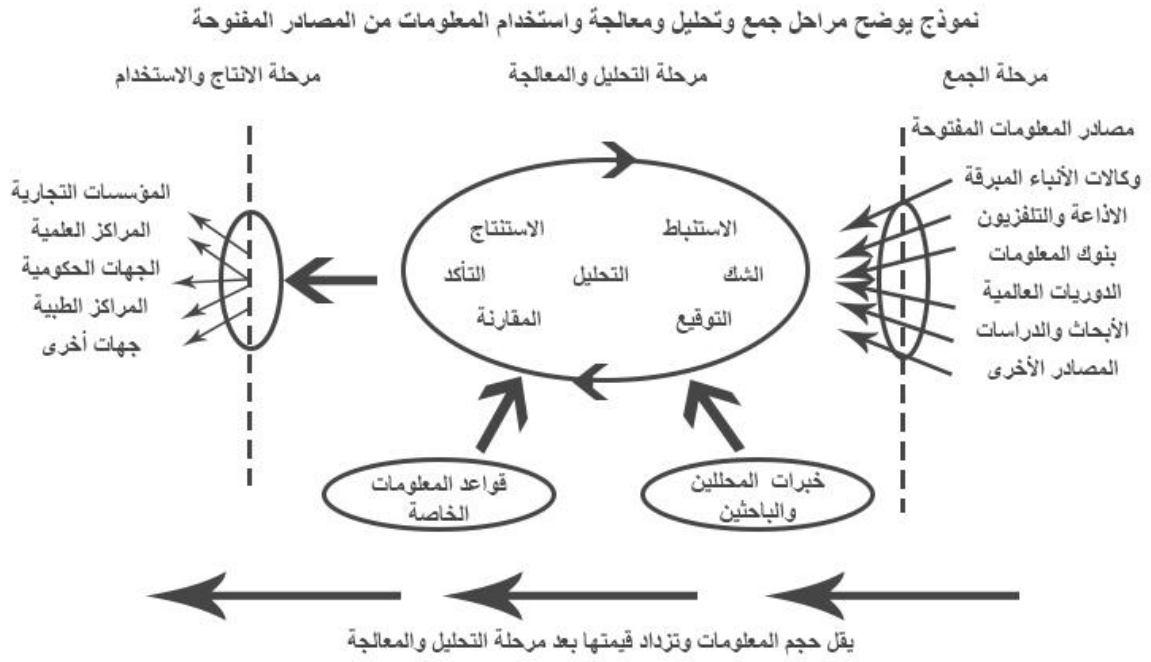 نموذج يوضح مراحل جمع وتحليل ومعالجة واستخدام المعلومات من المصادر المفنوحة
مرحلة الجمع
مرحلة التحليل والمعالجة
مرحلة الانتاج والاستخدام
مصادر المعلومات المفتوحة
وكالات الأنباء المبرقة
الاذاعة والتلفزيون
بنوك المعلومات
الدوريات العالمية
الأبحاث والدراسات
المصادر الأخرى
الاستنباط
الاستنتاج
الشك
التحليل
التأكد
التوقيع
المقارنة
خبرات المحللين
والباحثين
قواعد المعلومات
الخاصة
المؤسسات التجارية
المراكز العلمية
الجهات الحكومية
المراكز الطبية
جهات أخرى
يقل حجم المعلومات وتزداد قيمتها بعد مرحلة التحليل والمعالجة